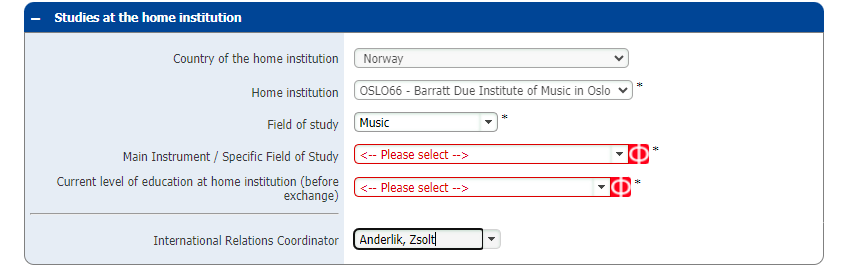 – Studies at the home institution
Country of the home institution Norway
Home institution OSLO66 - Barratt Due Institute of Music in Oslo *
Field of study Music *
Main Instrument / Specific Field of Study <-- Please select --> *
Current level of education at home institution (before
exchange) <-- Please select --> *
International Relations Coordinator Anderlik, Zsolt